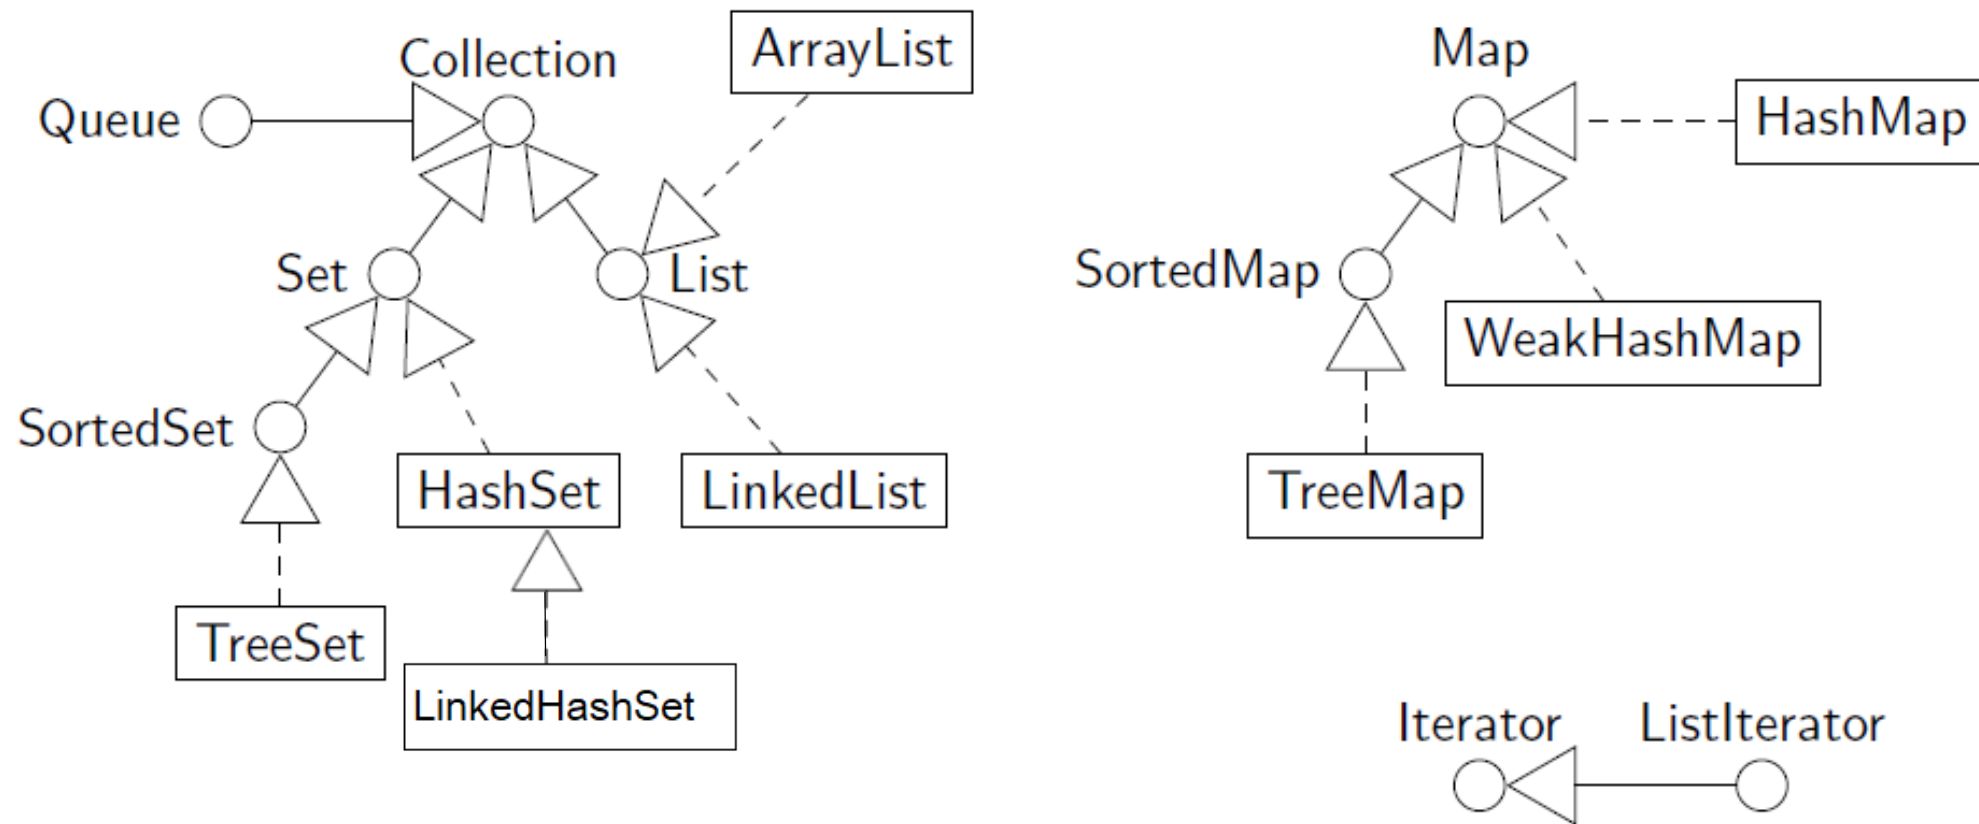 Collection
ArrayList
Queue
Set
List
SortedSet
HashSet
LinkedList
TreeSet
LinkedHashSet
Map
HashMap
SortedMap
WeakHashMap
TreeMap
Iterator
ListIterator